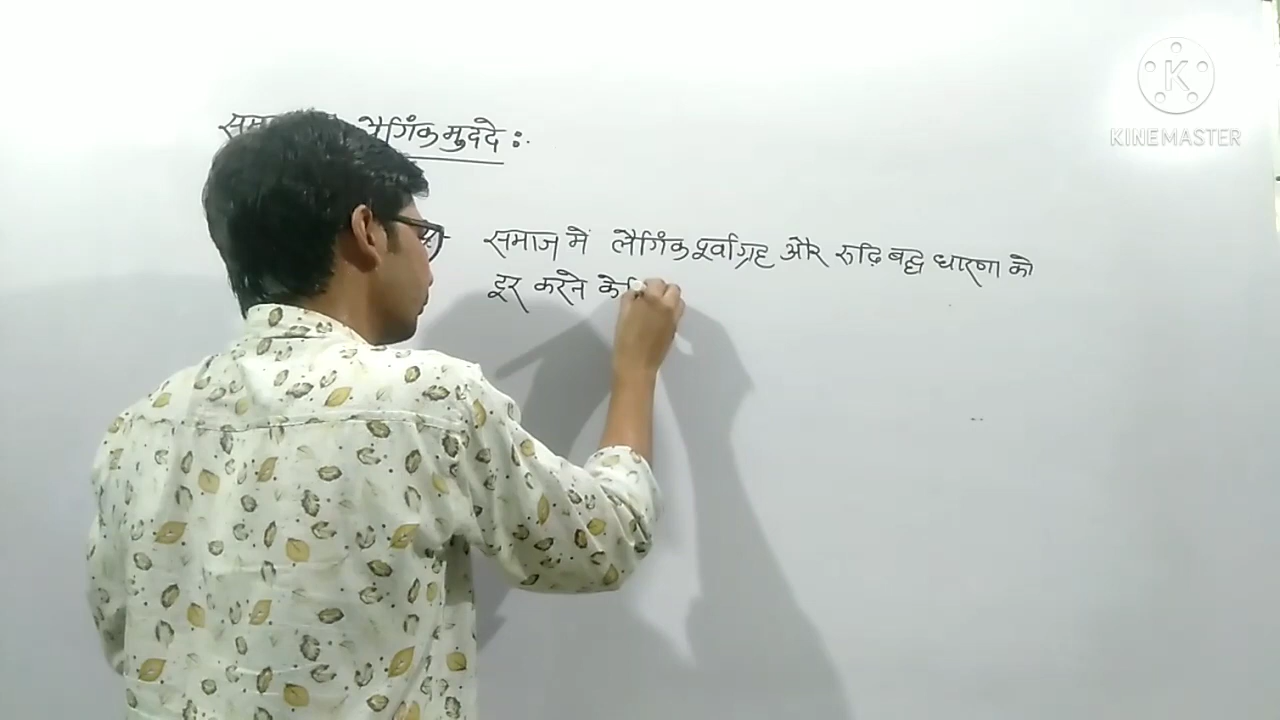 लैगिंक मुददे :-
समाज में लैगिंक पूर्वाग्रह और रूढ़ि बद्ध धारणा को
दूर करने के
KINEMASTER